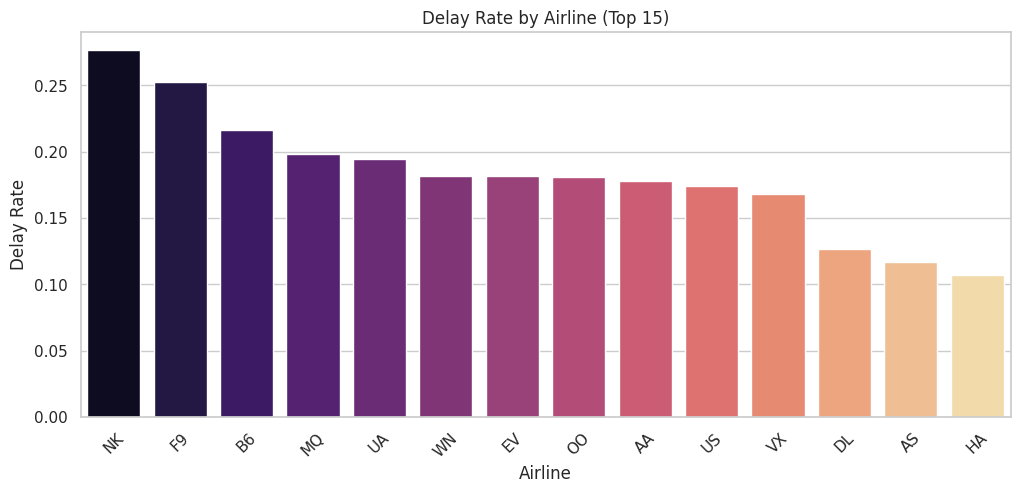 Delay Rate by Airline (Top 15)
Delay Rate
0.25
0.20
0.15
0.10
0.05
0.00
NK F9 B6 MQ UA WN EV OO AA US VX DL AS HA
Airline